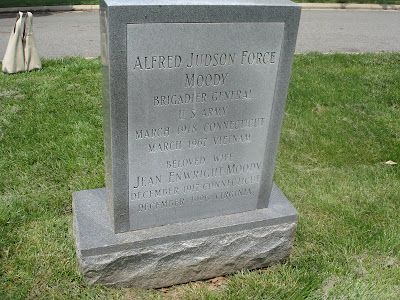 ALFRED JUDSON FORCE
MOODY
BRIGADIER GENERAL
U S ARMY
MARCH 1918 CONNECTICUT
MARCH 1967 VIETNAM
BELOVED WIFE
JEAN ENWRIGHT MOODY
DECEMBER 1917 CONNECTICUT
DECEMBER 1996 VIRGINIA